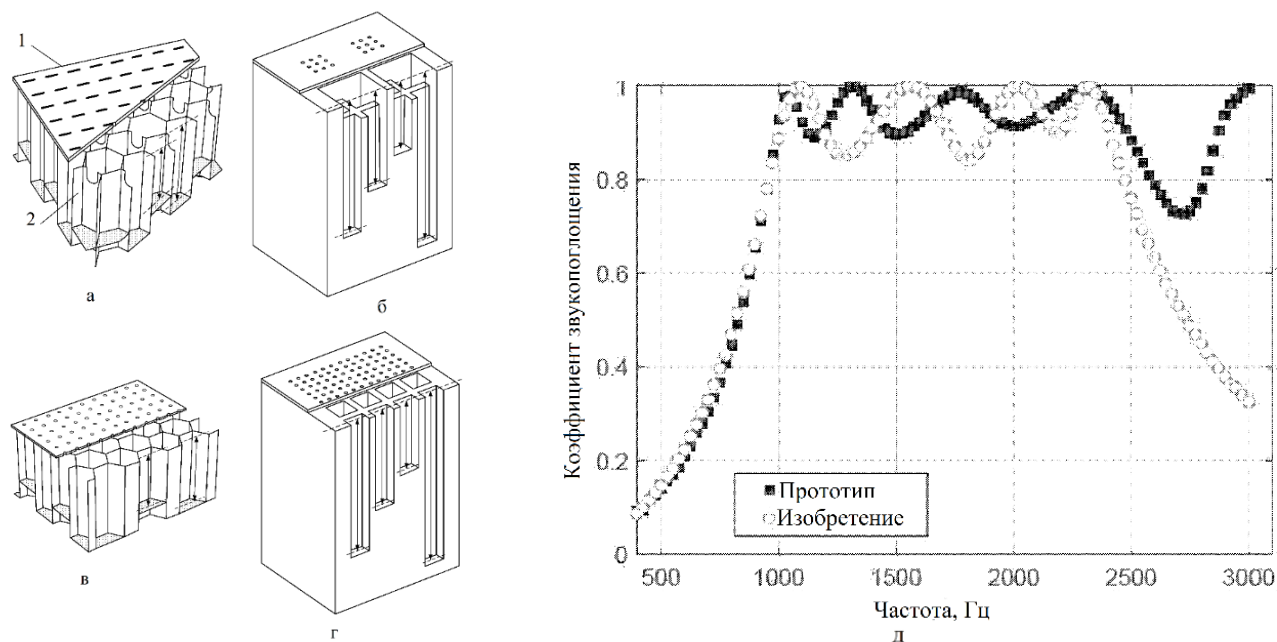 1
2
а
б
в
г
Коэффициент звукопоглощения
1
0.8
0.6
0.4
0.2
0
Прототип
Изобретение
500 1000 1500 2000 2500 3000
Частота, Гц
д